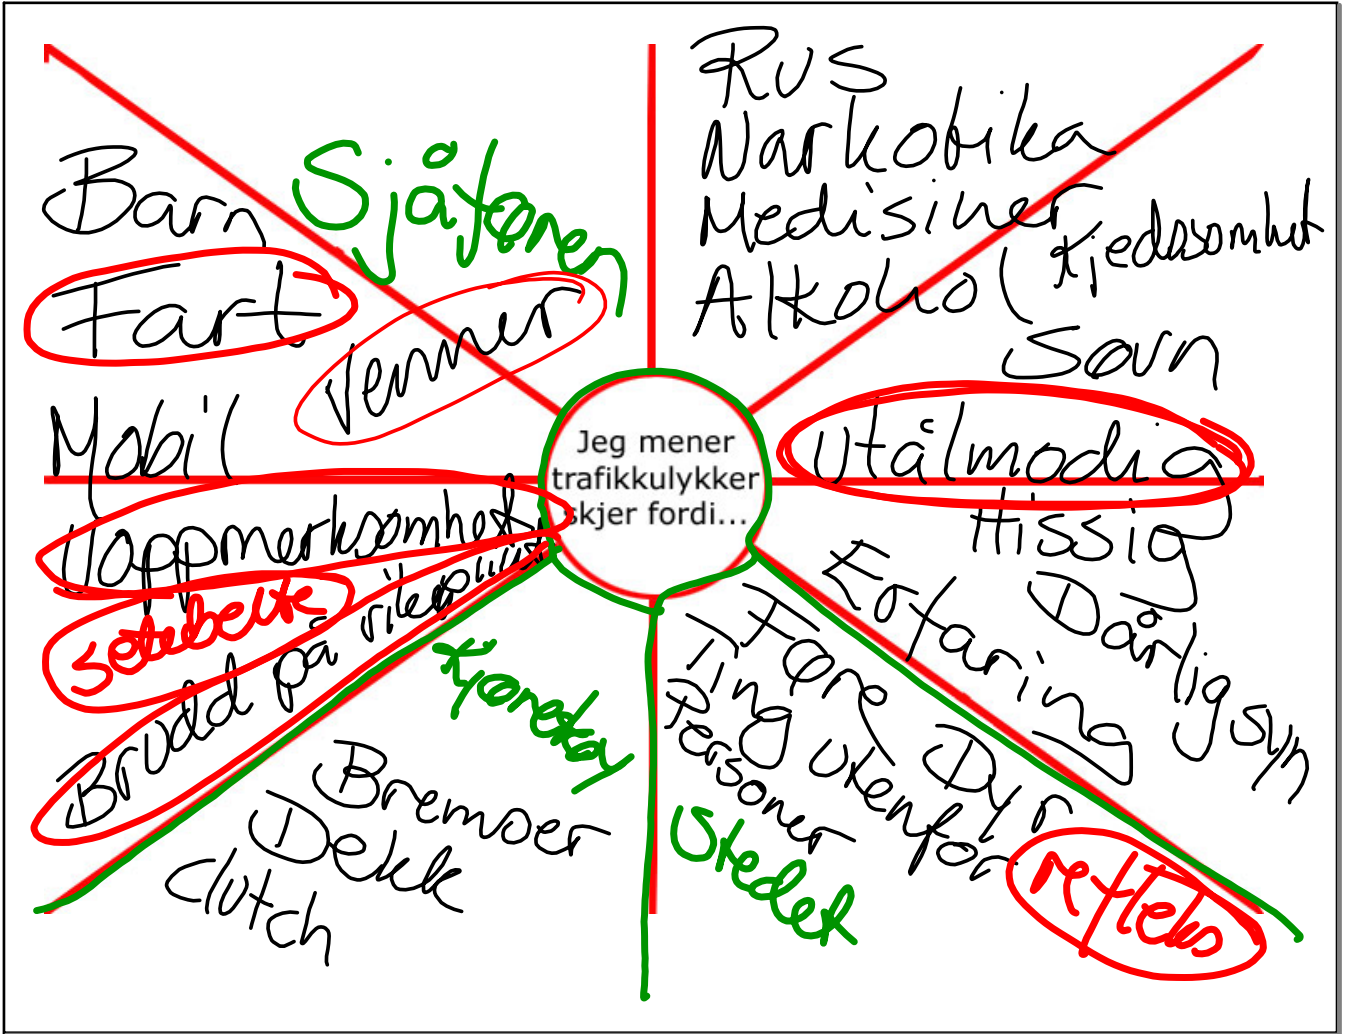 Rus
Narkotika
Medisiner
Alkohol
Kjedsomhet
Søvn
Utålmodig
Hissig
Dårlig syn
Erfaring
Føre
Dyr
Ting utenfor
Personer
refleks
Stedet
Sjåføren
Barn
Fart
Venner
Mobil
Uoppmerksomhet
setebelte
Brudd på
Kjøretøy
Bremser
Dekk
Clutch
Jeg mener
trafikkulykker
skjer fordi...